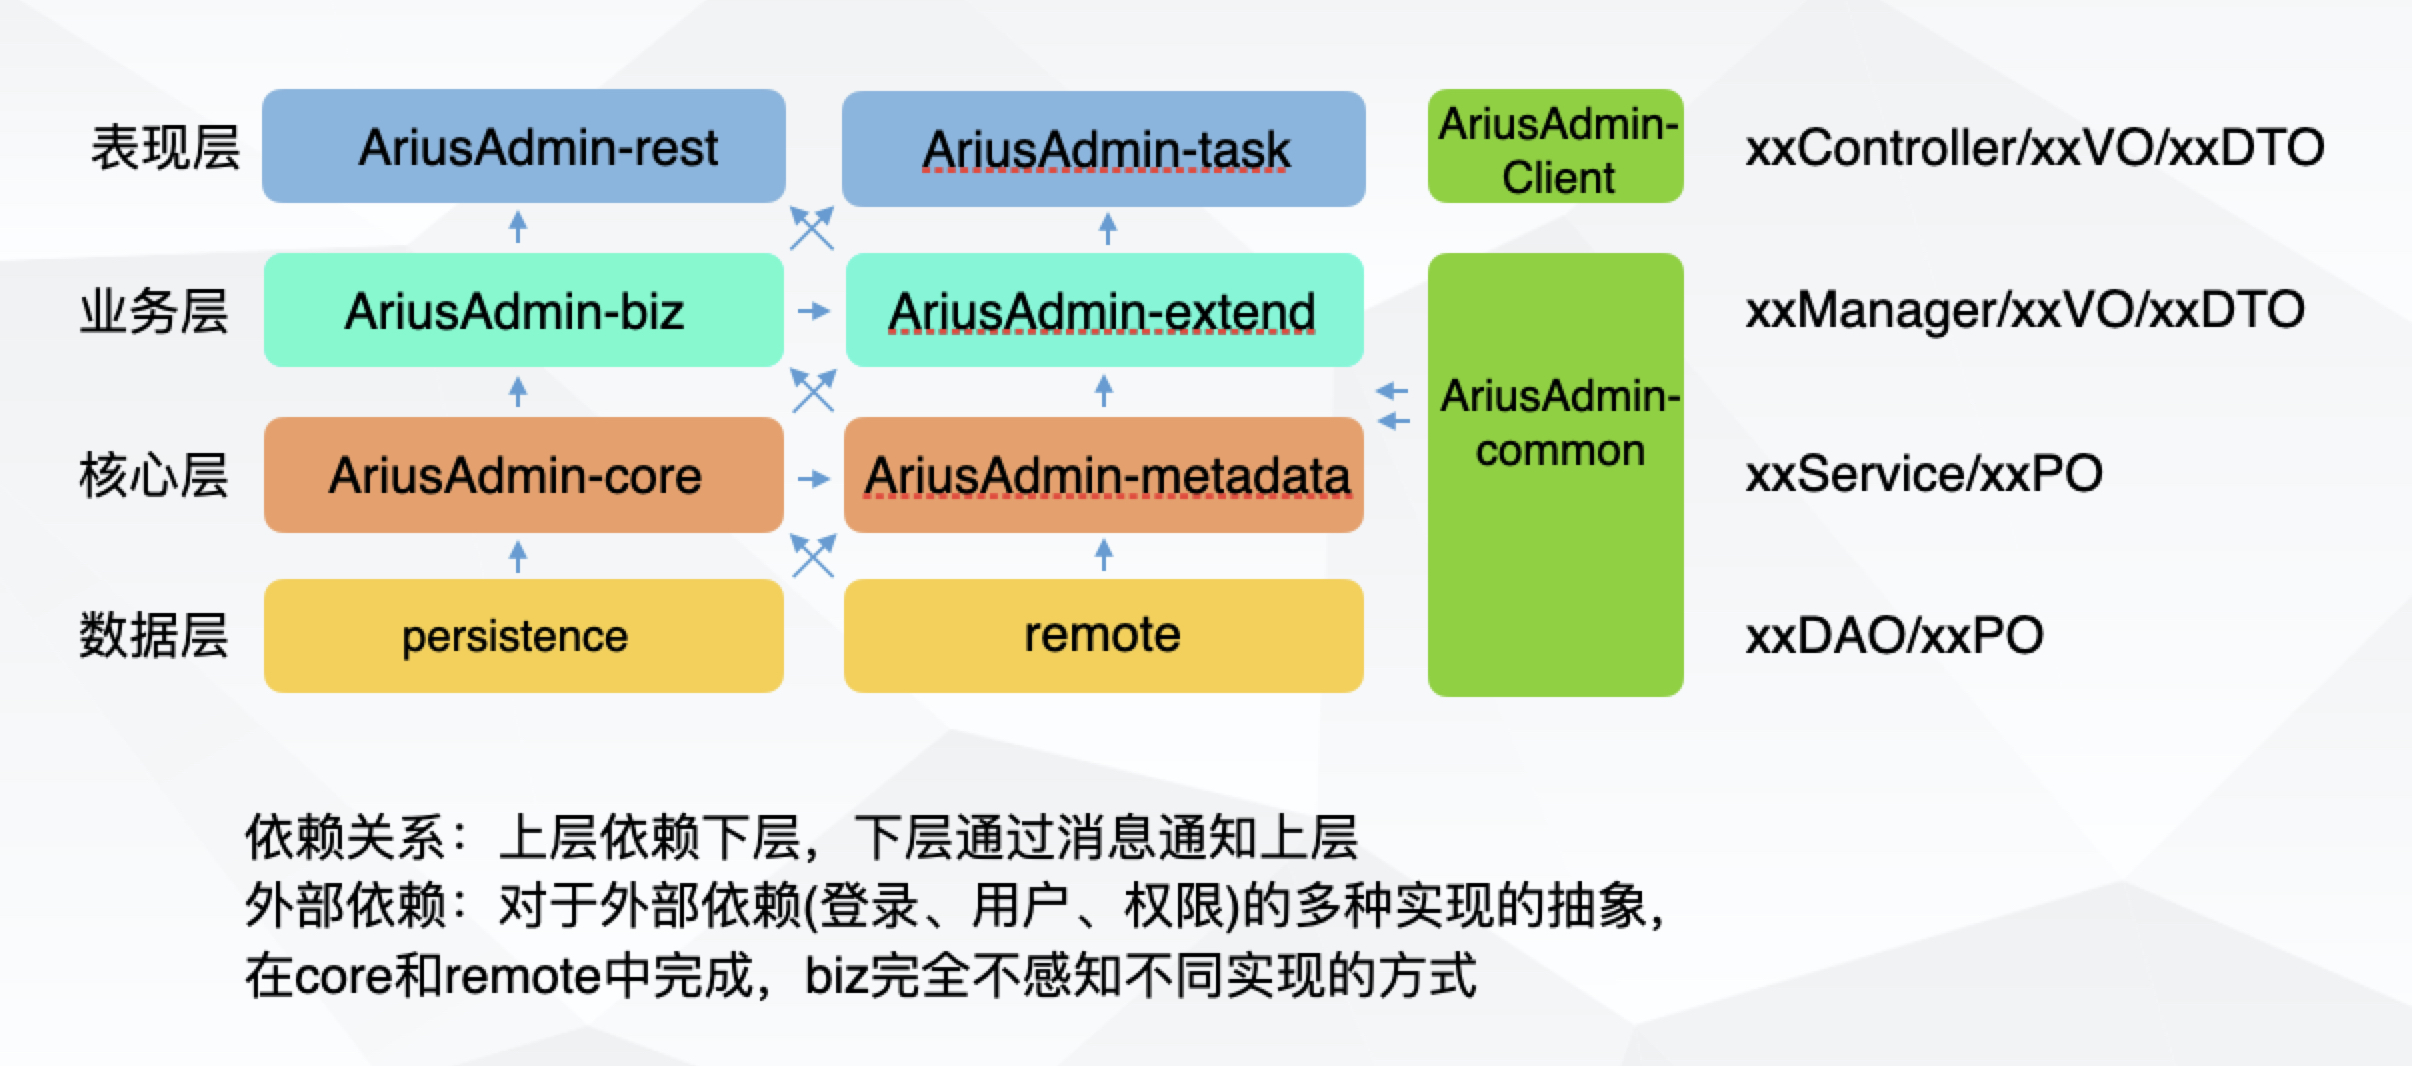 表现层
AriusAdmin-rest
AriusAdmin-task
AriusAdmin-
Client
xxController/xxVO/xxDTO
业务层
AriusAdmin-biz
AriusAdmin-extend
xxManager/xxVO/xxDTO
AriusAdmin-
common
核心层
AriusAdmin-core
AriusAdmin-metadata
xxService/xxPO
数据层
persistence
remote
xxDAO/xxPO
依赖关系：上层依赖下层，下层通过消息通知上层
外部依赖：对于外部依赖(登录、用户、权限)的多种实现的抽象，
在core和remote中完成，biz完全不感知不同实现的方式